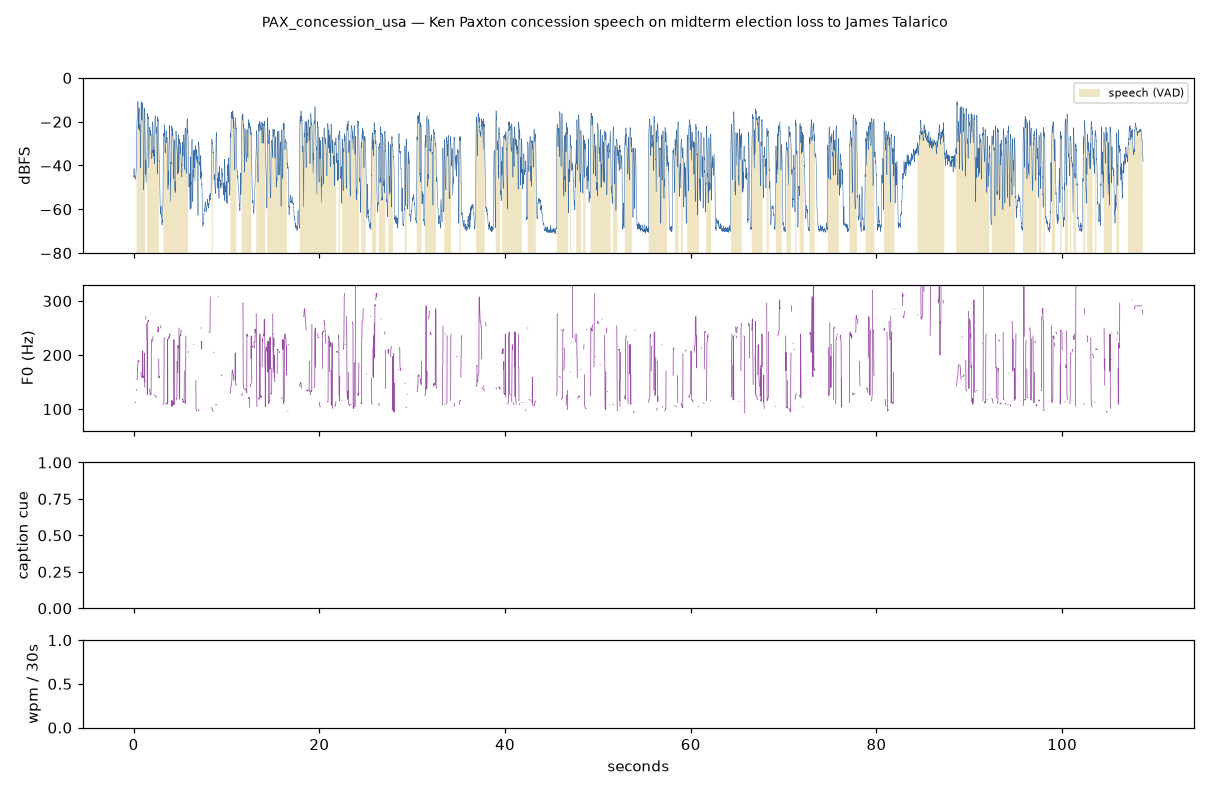 PAX_concession_usa — Ken Paxton concession speech on midterm election loss to James Talarico
0
−20
−40
−60
−80
dBFS
speech (VAD)
300
200
100
F0 (Hz)
1.00
0.75
0.50
0.25
0.00
caption cue
1.0
0.5
0.0
wpm / 30s
0 20 40 60 80 100
seconds